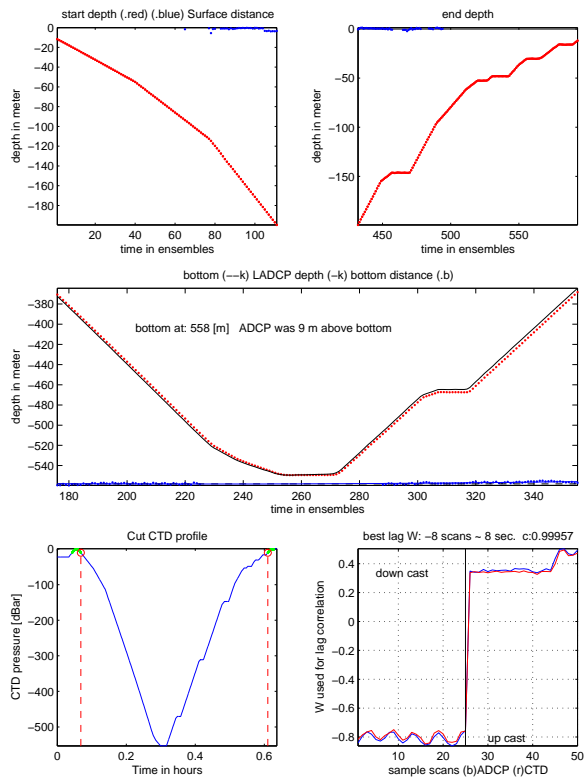 start depth (.red) (.blue) Surface distance
0
−20
−40
−60
−80
−100
−120
−140
−160
−180
depth in meter
20 40 60 80 100
time in ensembles
end depth
0
−50
−100
−150
depth in meter
450 500 550
time in ensembles
bottom (−−k) LADCP depth (−k) bottom distance (.b)
−380
−400
−420
−440
−460
−480
−500
−520
−540
depth in meter
bottom at: 558 [m] ADCP was 9 m above bottom
180 200 220 240 260 280 300 320 340
time in ensembles
Cut CTD profile
0
−100
−200
−300
−400
−500
CTD pressure [dBar]
0 0.2 0.4 0.6
Time in hours
best lag W: −8 scans ~ 8 sec. c:0.99957
0.4
0.2
0
−0.2
−0.4
−0.6
−0.8
W used for lag correlation
down cast
up cast
10 20 30 40 50
sample scans (b)ADCP (r)CTD